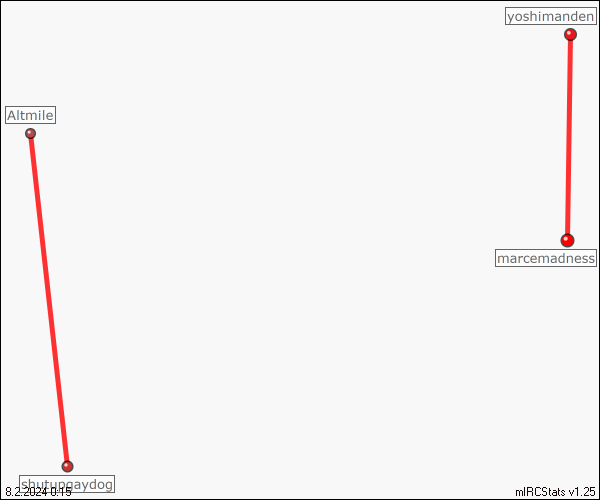 yoshimanden
Altmile
marcemadness
shutupgaydog
8.2.2024 0:15
mIRCStats v1.25